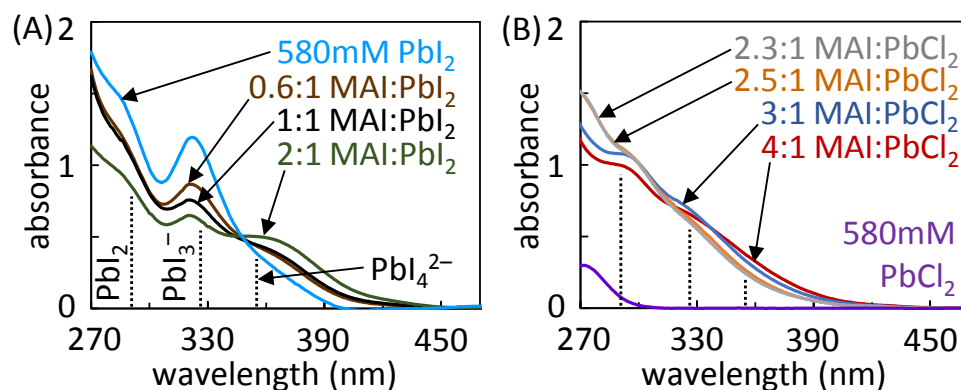 (A)
2
1
0
absorbance
580mM PbI₂
0.6:1 MAI:PbI₂
1:1 MAI:PbI₂
2:1 MAI:PbI₂
PbI₂
PbI₃⁻
PbI₄²⁻
270 330 390 450
wavelength (nm)
(B)
2
1
0
absorbance
2.3:1 MAI:PbCl₂
2.5:1 MAI:PbCl₂
3:1 MAI:PbCl₂
4:1 MAI:PbCl₂
580mM
PbCl₂
270 330 390 450
wavelength (nm)